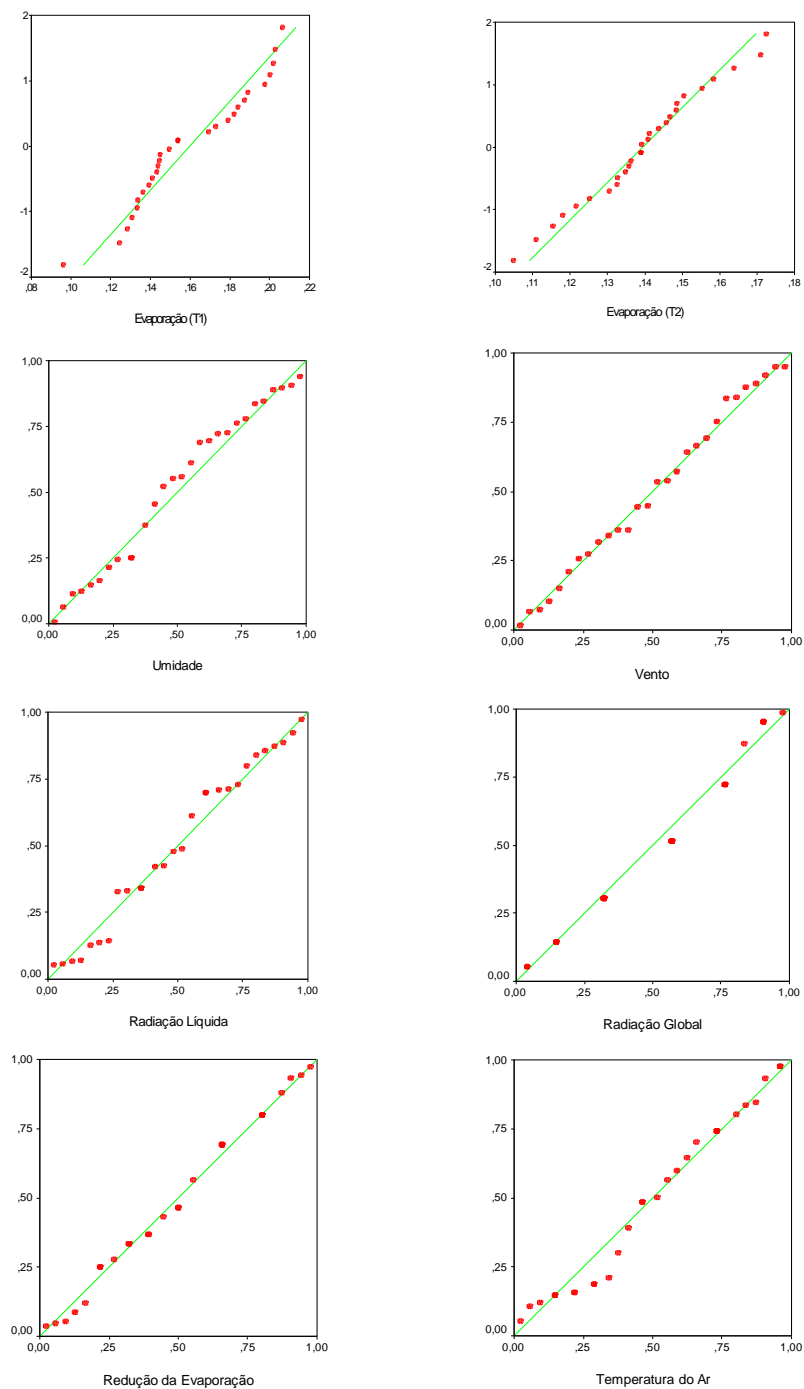 2
1
0
-1
-2
,08 ,10 ,12 ,14 ,16 ,18 ,20 ,22
Evaporação (T1)
2
1
0
-1
-2
,10 ,11 ,12 ,13 ,14 ,15 ,16 ,17 ,18
Evaporação (T2)
1,00
,75
,50
,25
0,00
0,00 ,25 ,50 ,75 1,00
Umidade
1,00
,75
,50
,25
0,00
0,00 ,25 ,50 ,75 1,00
Vento
1,00
,75
,50
,25
0,00
0,00 ,25 ,50 ,75 1,00
Radiação Líquida
1,00
,75
,50
,25
0,00
0,00 ,25 ,50 ,75 1,00
Radiação Global
1,00
,75
,50
,25
0,00
0,00 ,25 ,50 ,75 1,00
Redução da Evaporação
1,00
,75
,50
,25
0,00
0,00 ,25 ,50 ,75 1,00
Temperatura do Ar